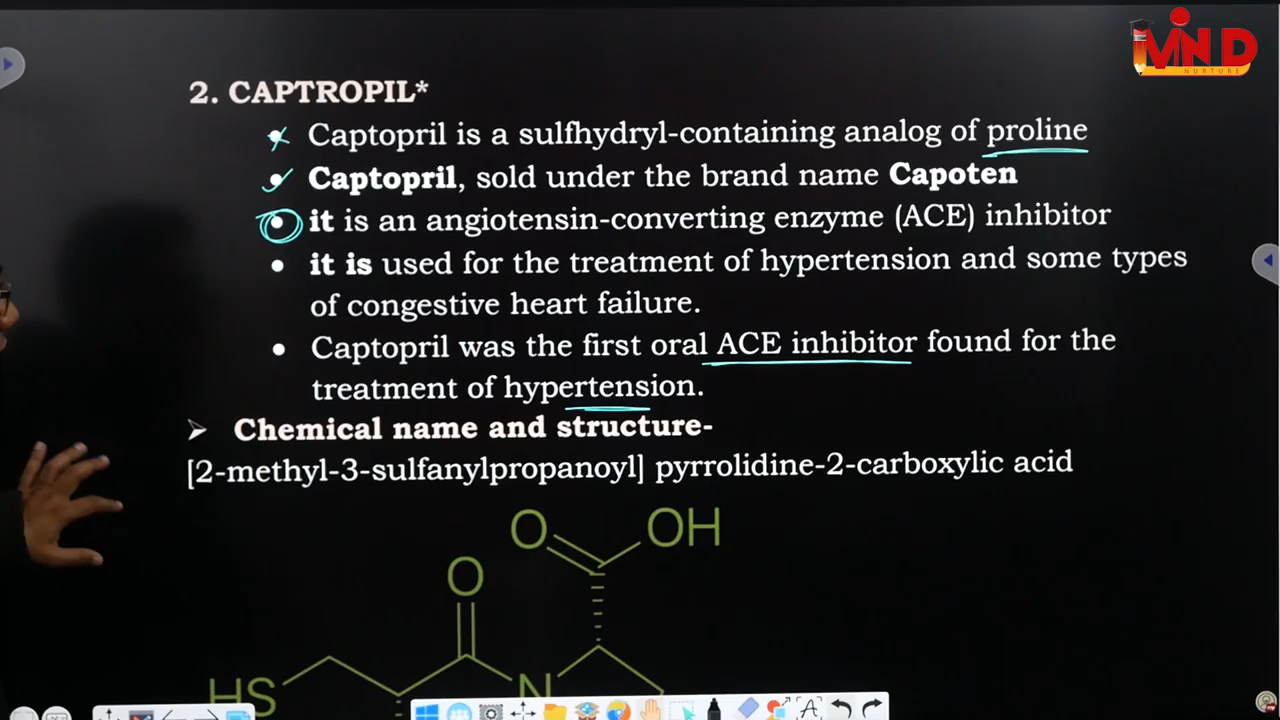 MIND
NURTURE
2. CAPTROPIL*
Captopril is a sulfhydryl-containing analog of proline
Captopril, sold under the brand name Capoten
it is an angiotensin-converting enzyme (ACE) inhibitor
it is used for the treatment of hypertension and some types
of congestive heart failure.
Captopril was the first oral ACE inhibitor found for the
treatment of hypertension.
Chemical name and structure-
[2-methyl-3-sulfanylpropanoyl] pyrrolidine-2-carboxylic acid
O OH
O
HS N